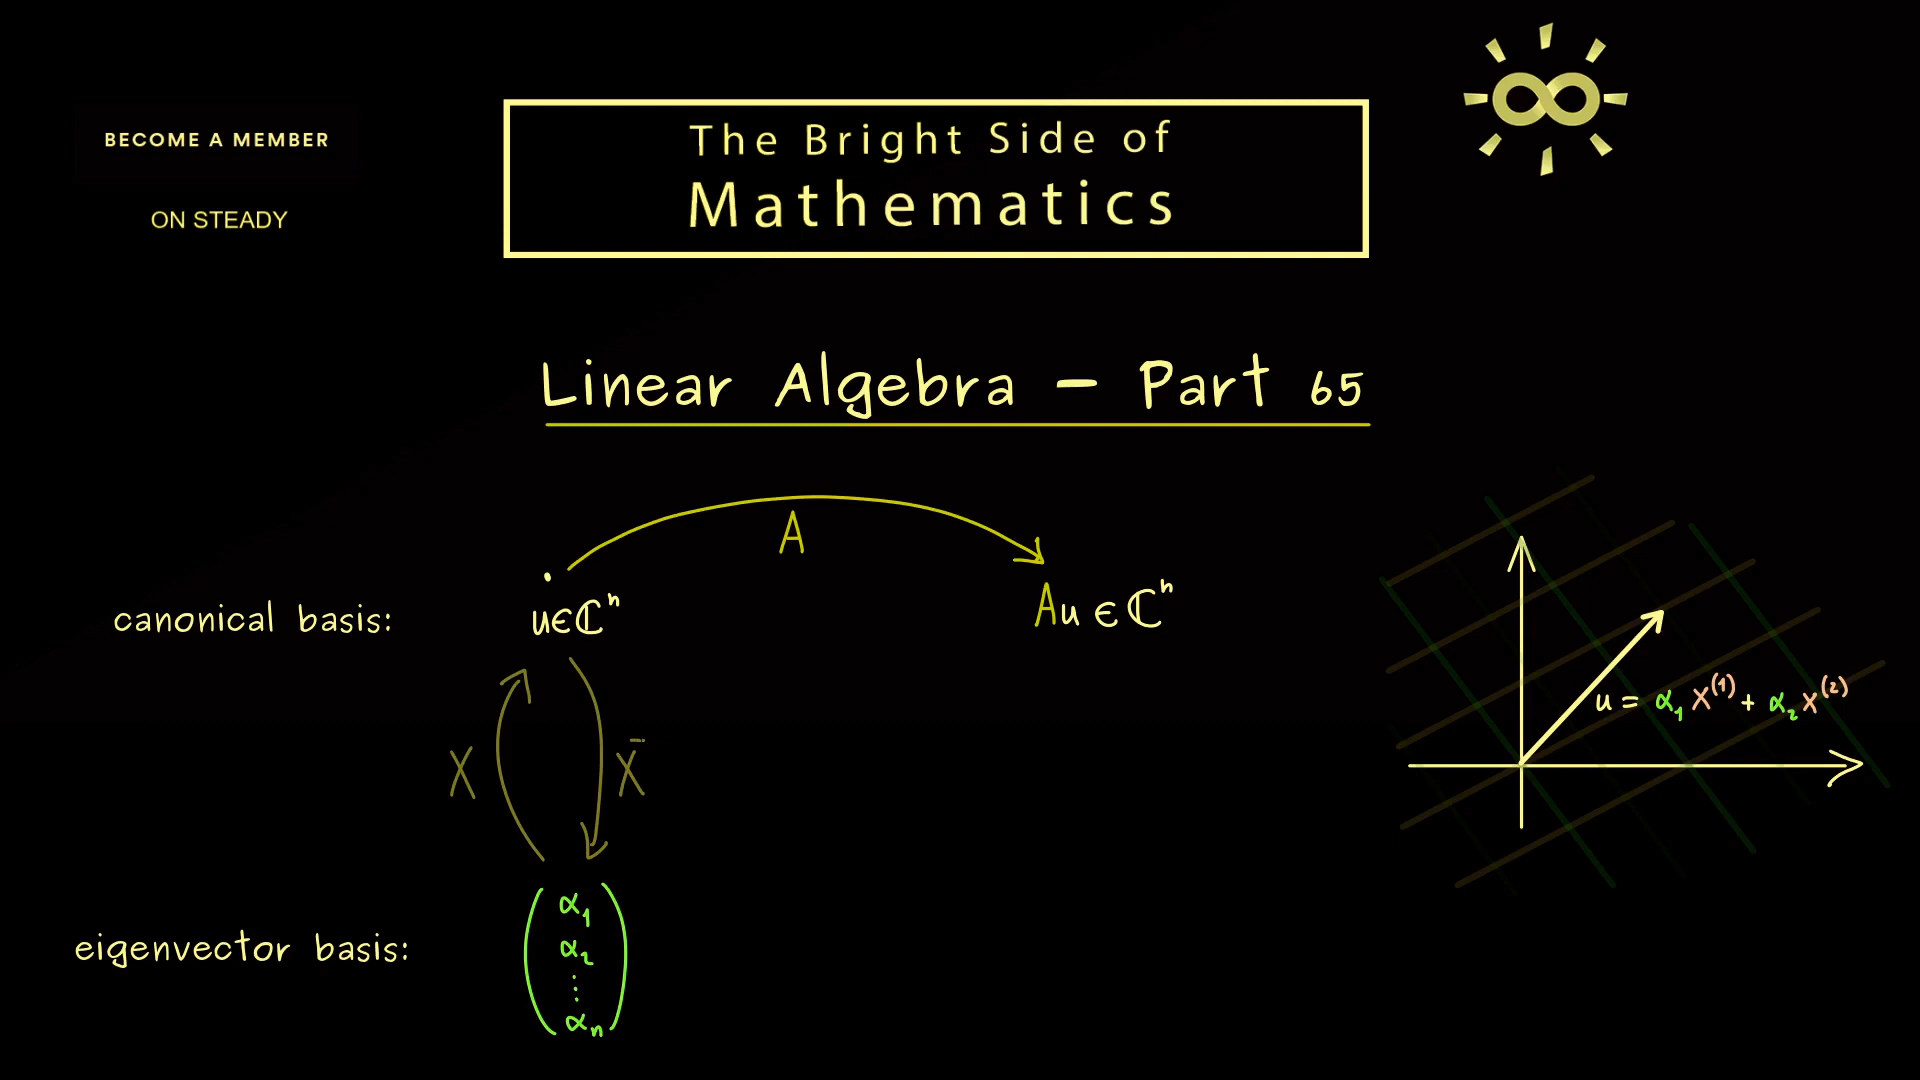 BECOME A MEMBER
ON STEADY
The Bright Side of
Mathematics
Linear Algebra – Part 65
A
canonical basis:
u∈ℂⁿ
Au ∈ ℂⁿ
u = α₁ x⁽¹⁾ + α₂ x⁽²⁾
X
X⁻
eigenvector basis:
α₁
α₂
⋮
αₙ